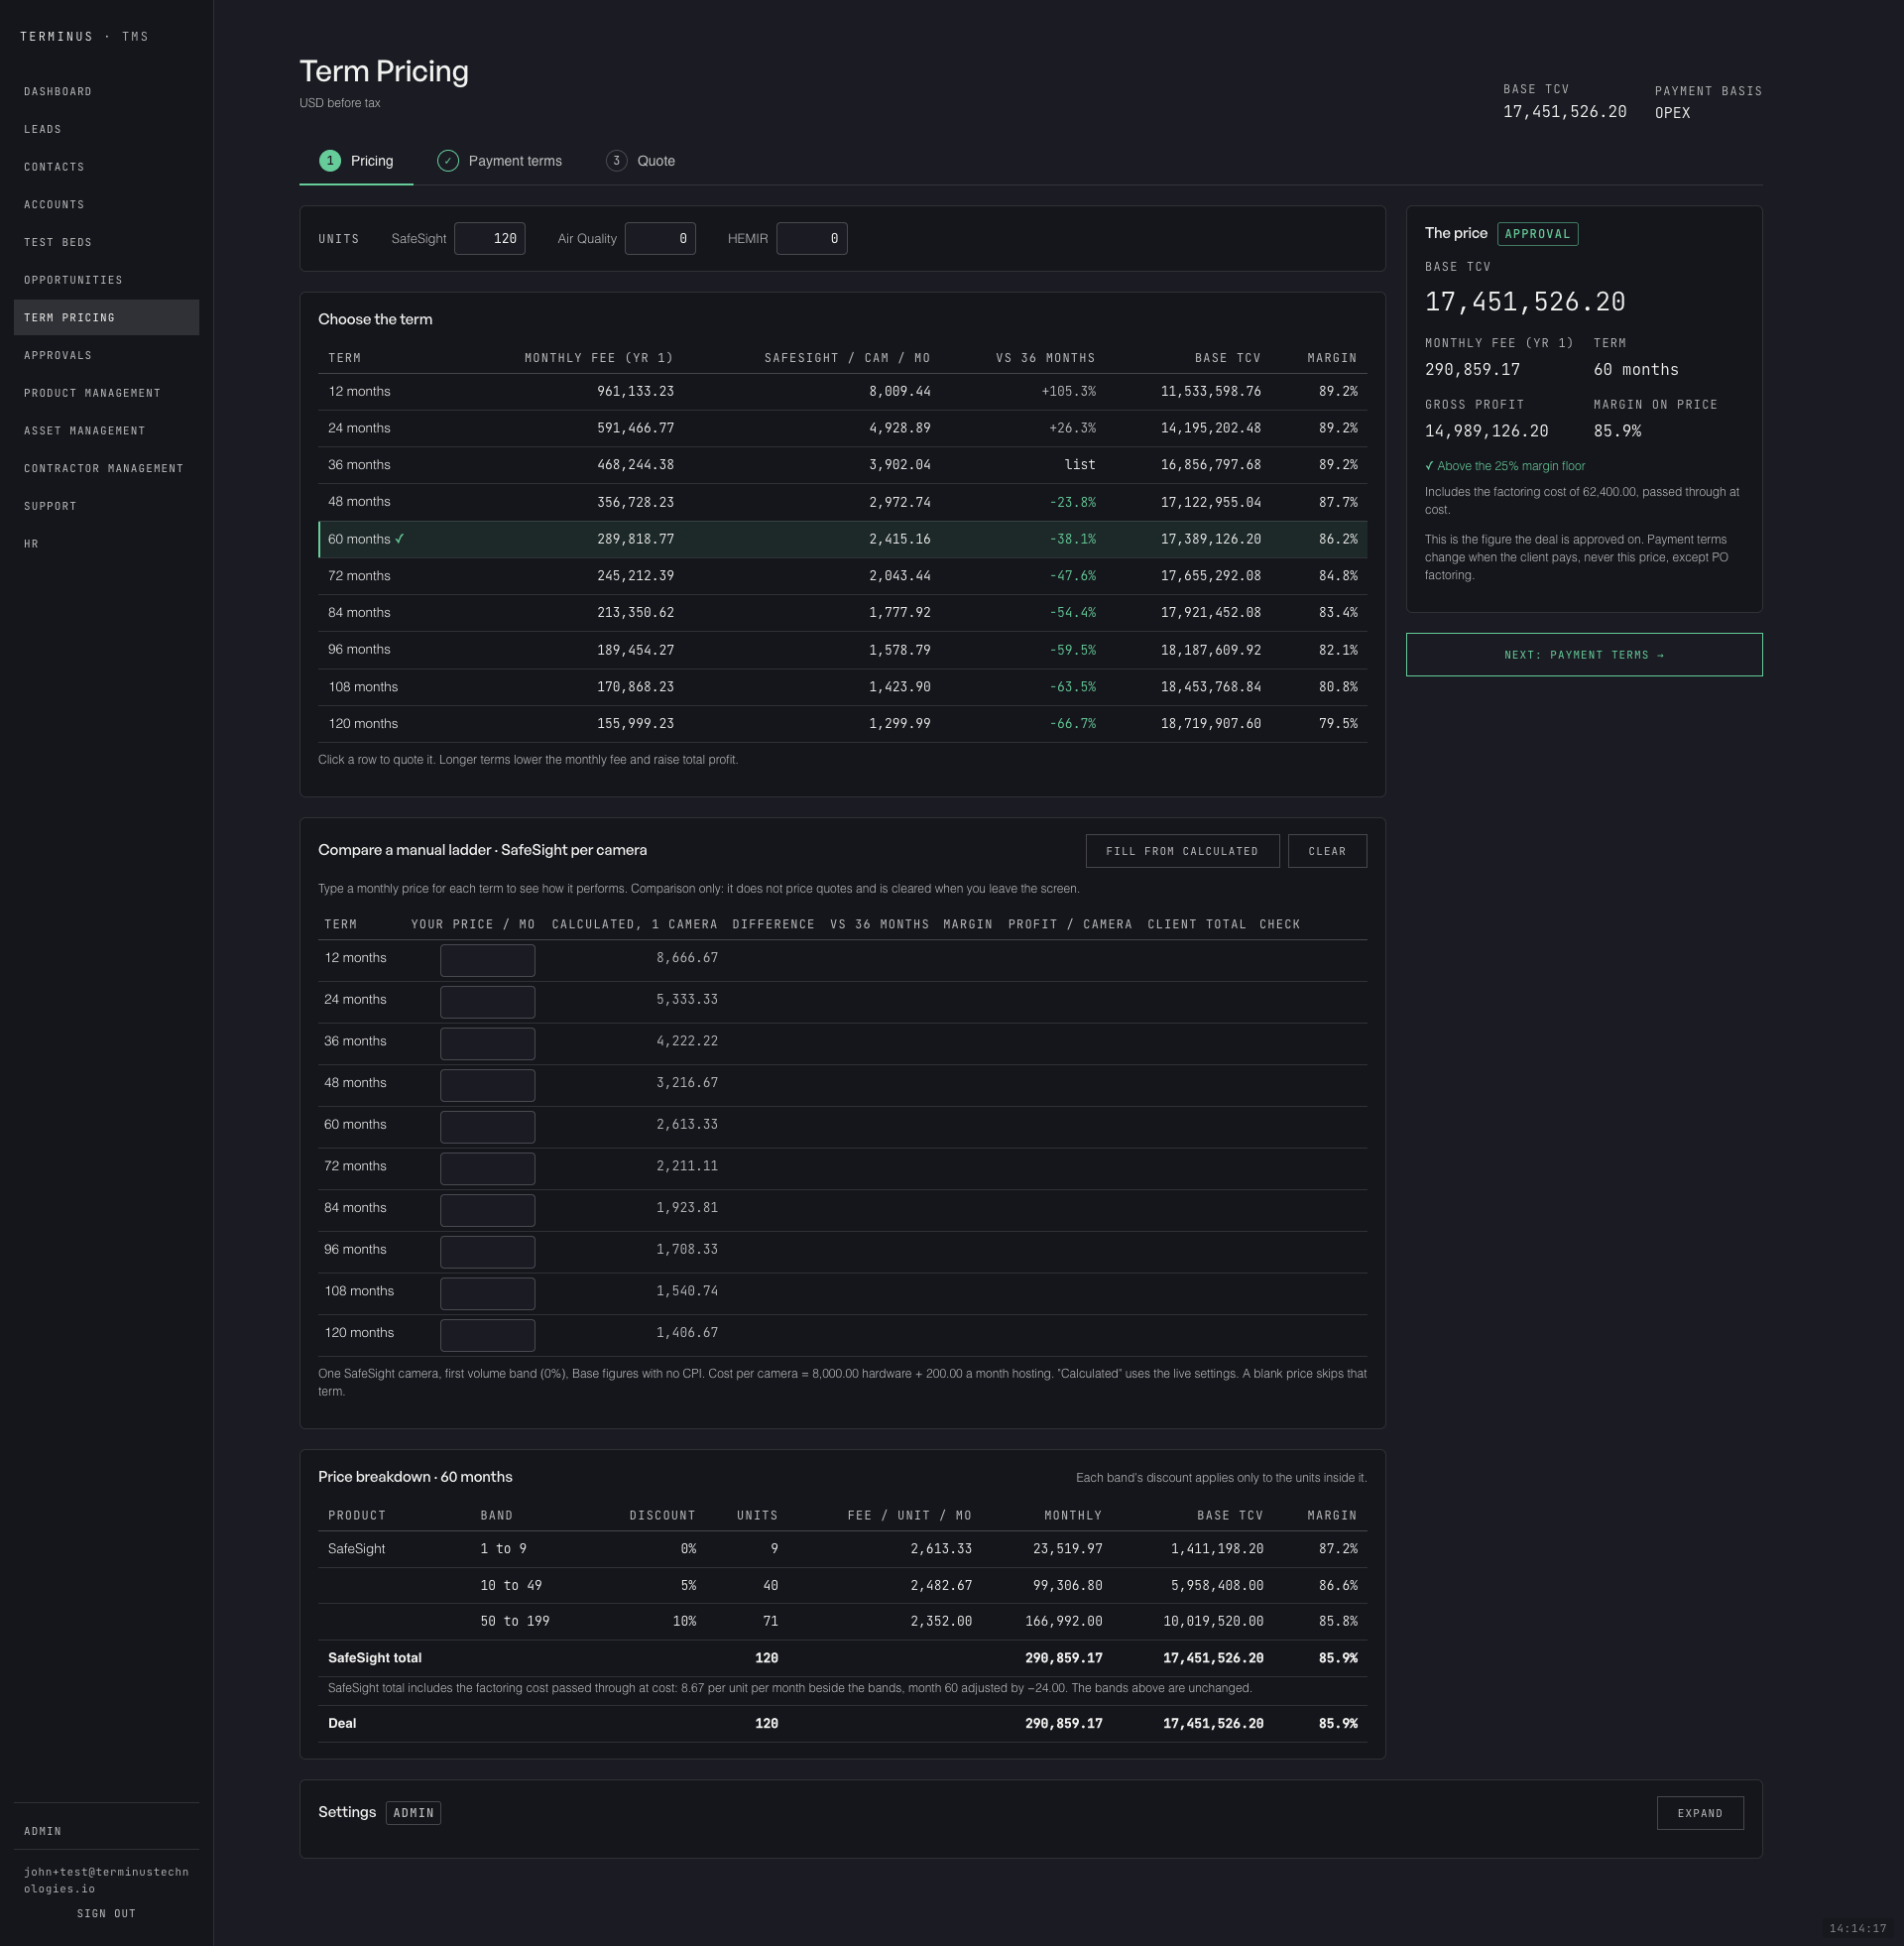 TERMINUS · TMS
DASHBOARD
LEADS
CONTACTS
ACCOUNTS
TEST BEDS
OPPORTUNITIES
TERM PRICING
APPROVALS
PRODUCT MANAGEMENT
ASSET MANAGEMENT
CONTRACTOR MANAGEMENT
SUPPORT
HR
ADMIN
john+test@terminustechn
ologies.io
SIGN OUT
Term Pricing
USD before tax
BASE TCV
17,451,526.20
PAYMENT BASIS
OPEX
1 Pricing
✓ Payment terms
3 Quote
UNITS SafeSight 120 Air Quality 0 HEMIR 0
Choose the term
TERM MONTHLY FEE (YR 1) SAFESIGHT / CAM / MO VS 36 MONTHS BASE TCV MARGIN
12 months 961,133.23 8,009.44 +105.3% 11,533,598.76 89.2%
24 months 591,466.77 4,928.89 +26.3% 14,195,202.48 89.2%
36 months 468,244.38 3,902.04 list 16,856,797.68 89.2%
48 months 356,728.23 2,972.74 -23.8% 17,122,955.04 87.7%
60 months ✓ 289,818.77 2,415.16 -38.1% 17,389,126.20 86.2%
72 months 245,212.39 2,043.44 -47.6% 17,655,292.08 84.8%
84 months 213,350.62 1,777.92 -54.4% 17,921,452.08 83.4%
96 months 189,454.27 1,578.79 -59.5% 18,187,609.92 82.1%
108 months 170,868.23 1,423.90 -63.5% 18,453,768.84 80.8%
120 months 155,999.23 1,299.99 -66.7% 18,719,907.60 79.5%
Click a row to quote it. Longer terms lower the monthly fee and raise total profit.
The price APPROVAL
BASE TCV
17,451,526.20
MONTHLY FEE (YR 1) TERM
290,859.17 60 months
GROSS PROFIT MARGIN ON PRICE
14,989,126.20 85.9%
✓ Above the 25% margin floor
Includes the factoring cost of 62,400.00, passed through at
cost.
This is the figure the deal is approved on. Payment terms
change when the client pays, never this price, except PO
factoring.
NEXT: PAYMENT TERMS →
Compare a manual ladder · SafeSight per camera
FILL FROM CALCULATED CLEAR
Type a monthly price for each term to see how it performs. Comparison only: it does not price quotes and is cleared when you leave the screen.
TERM YOUR PRICE / MO CALCULATED, 1 CAMERA DIFFERENCE VS 36 MONTHS MARGIN PROFIT / CAMERA CLIENT TOTAL CHECK
12 months 8,666.67
24 months 5,333.33
36 months 4,222.22
48 months 3,216.67
60 months 2,613.33
72 months 2,211.11
84 months 1,923.81
96 months 1,708.33
108 months 1,540.74
120 months 1,406.67
One SafeSight camera, first volume band (0%), Base figures with no CPI. Cost per camera = 8,000.00 hardware + 200.00 a month hosting. "Calculated" uses the live settings. A blank price skips that
term.
Price breakdown · 60 months
Each band's discount applies only to the units inside it.
PRODUCT BAND DISCOUNT UNITS FEE / UNIT / MO MONTHLY BASE TCV MARGIN
SafeSight 1 to 9 0% 9 2,613.33 23,519.97 1,411,198.20 87.2%
10 to 49 5% 40 2,482.67 99,306.80 5,958,408.00 86.6%
50 to 199 10% 71 2,352.00 166,992.00 10,019,520.00 85.8%
SafeSight total 120 290,859.17 17,451,526.20 85.9%
SafeSight total includes the factoring cost passed through at cost: 8.67 per unit per month beside the bands, month 60 adjusted by −24.00. The bands above are unchanged.
Deal 120 290,859.17 17,451,526.20 85.9%
Settings ADMIN
EXPAND
14:14:17